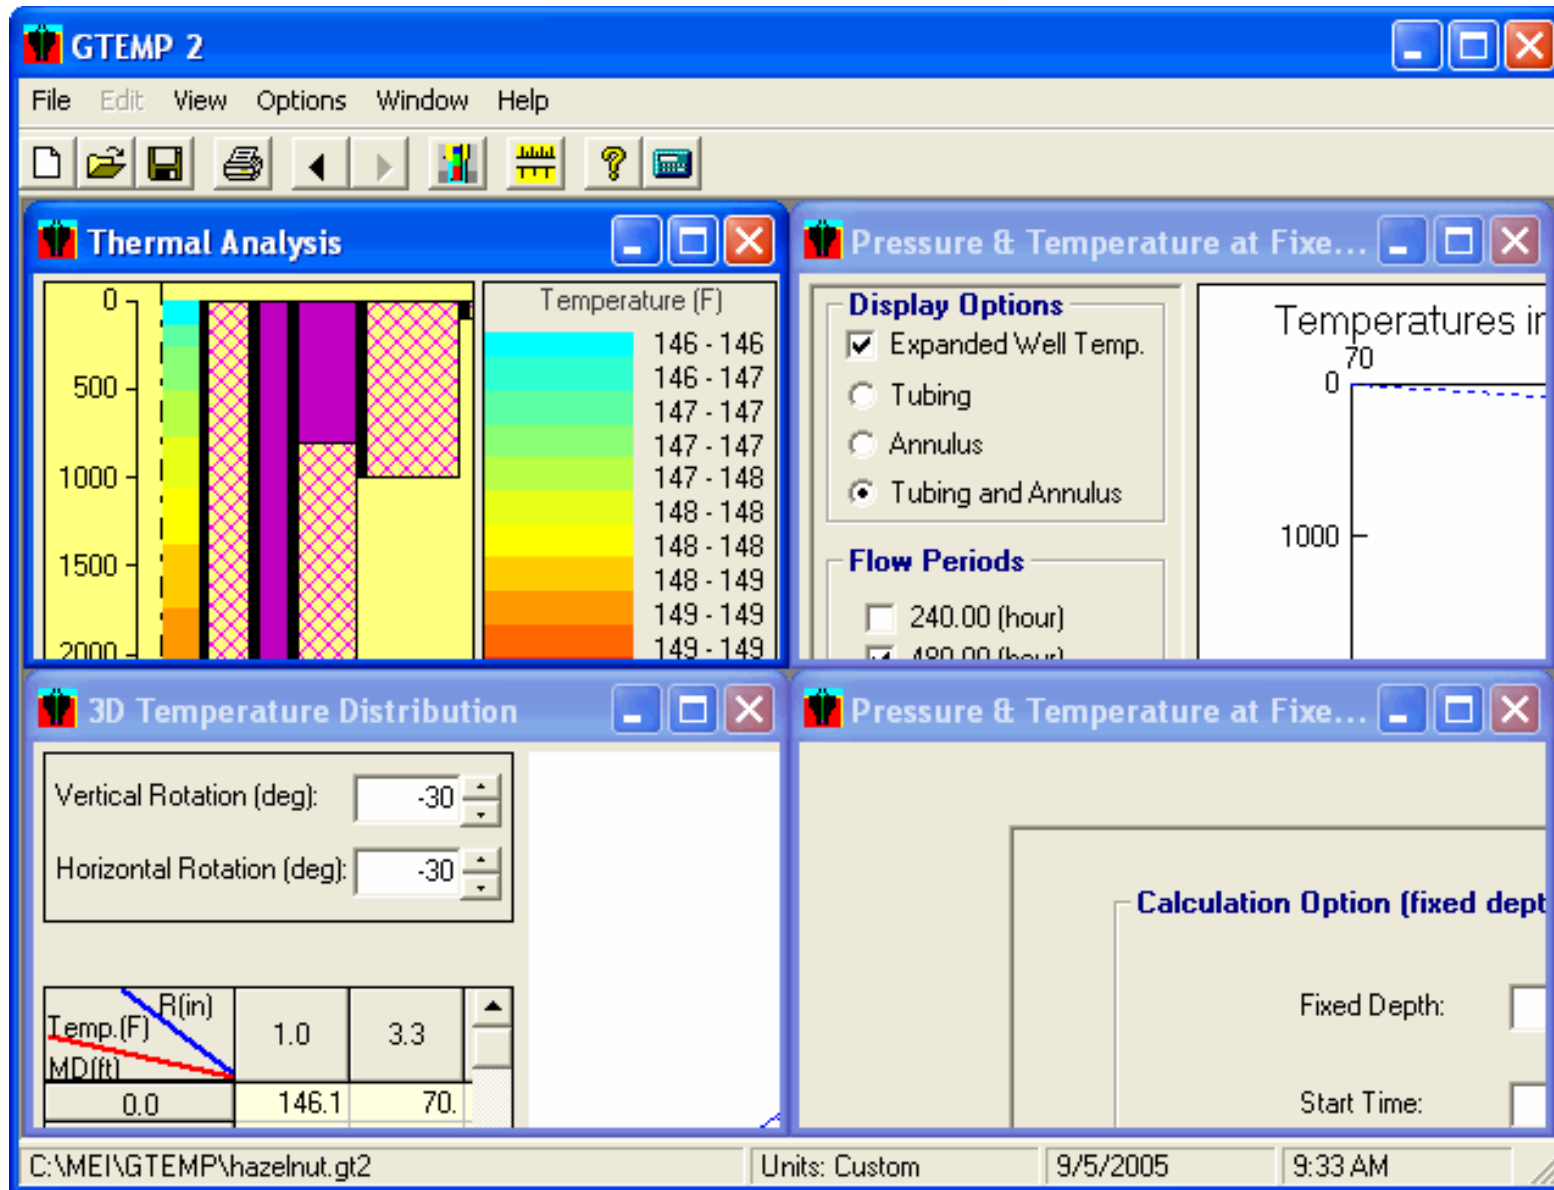 GTEMP 2
File Edit View Options Window Help
Thermal Analysis
0
500
1000
1500
2000
Temperature (F)
146 - 146
146 - 147
147 - 147
147 - 147
147 - 148
148 - 148
148 - 148
148 - 149
149 - 149
149 - 149
Pressure & Temperature at Fixe...
Display Options
Expanded Well Temp.
Tubing
Annulus
Tubing and Annulus
Flow Periods
240.00 (hour)
480.00 (hour)
Temperatures in
70
0
1000
3D Temperature Distribution
Vertical Rotation (deg): -30
Horizontal Rotation (deg): -30
R(in)
Temp.(F)
MD(ft)
1.0 3.3
0.0 146.1 70.
Pressure & Temperature at Fixe...
Calculation Option (fixed dept
Fixed Depth:
Start Time:
C:\MEI\GTEMP\hazelnut.gt2 Units: Custom 9/5/2005 9:33 AM